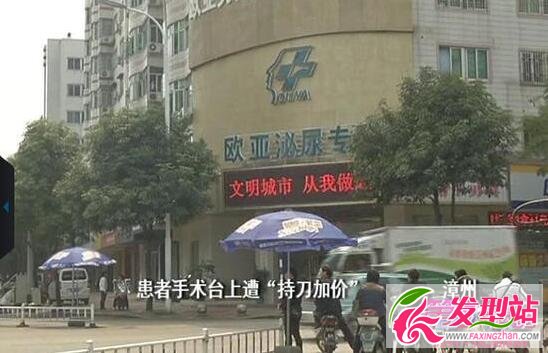 欧亚泌尿专
文明城市 从我做
患者手术台上遭“持刀加价”
漳州
发型站
WWW.FAXINGZHAN.COM